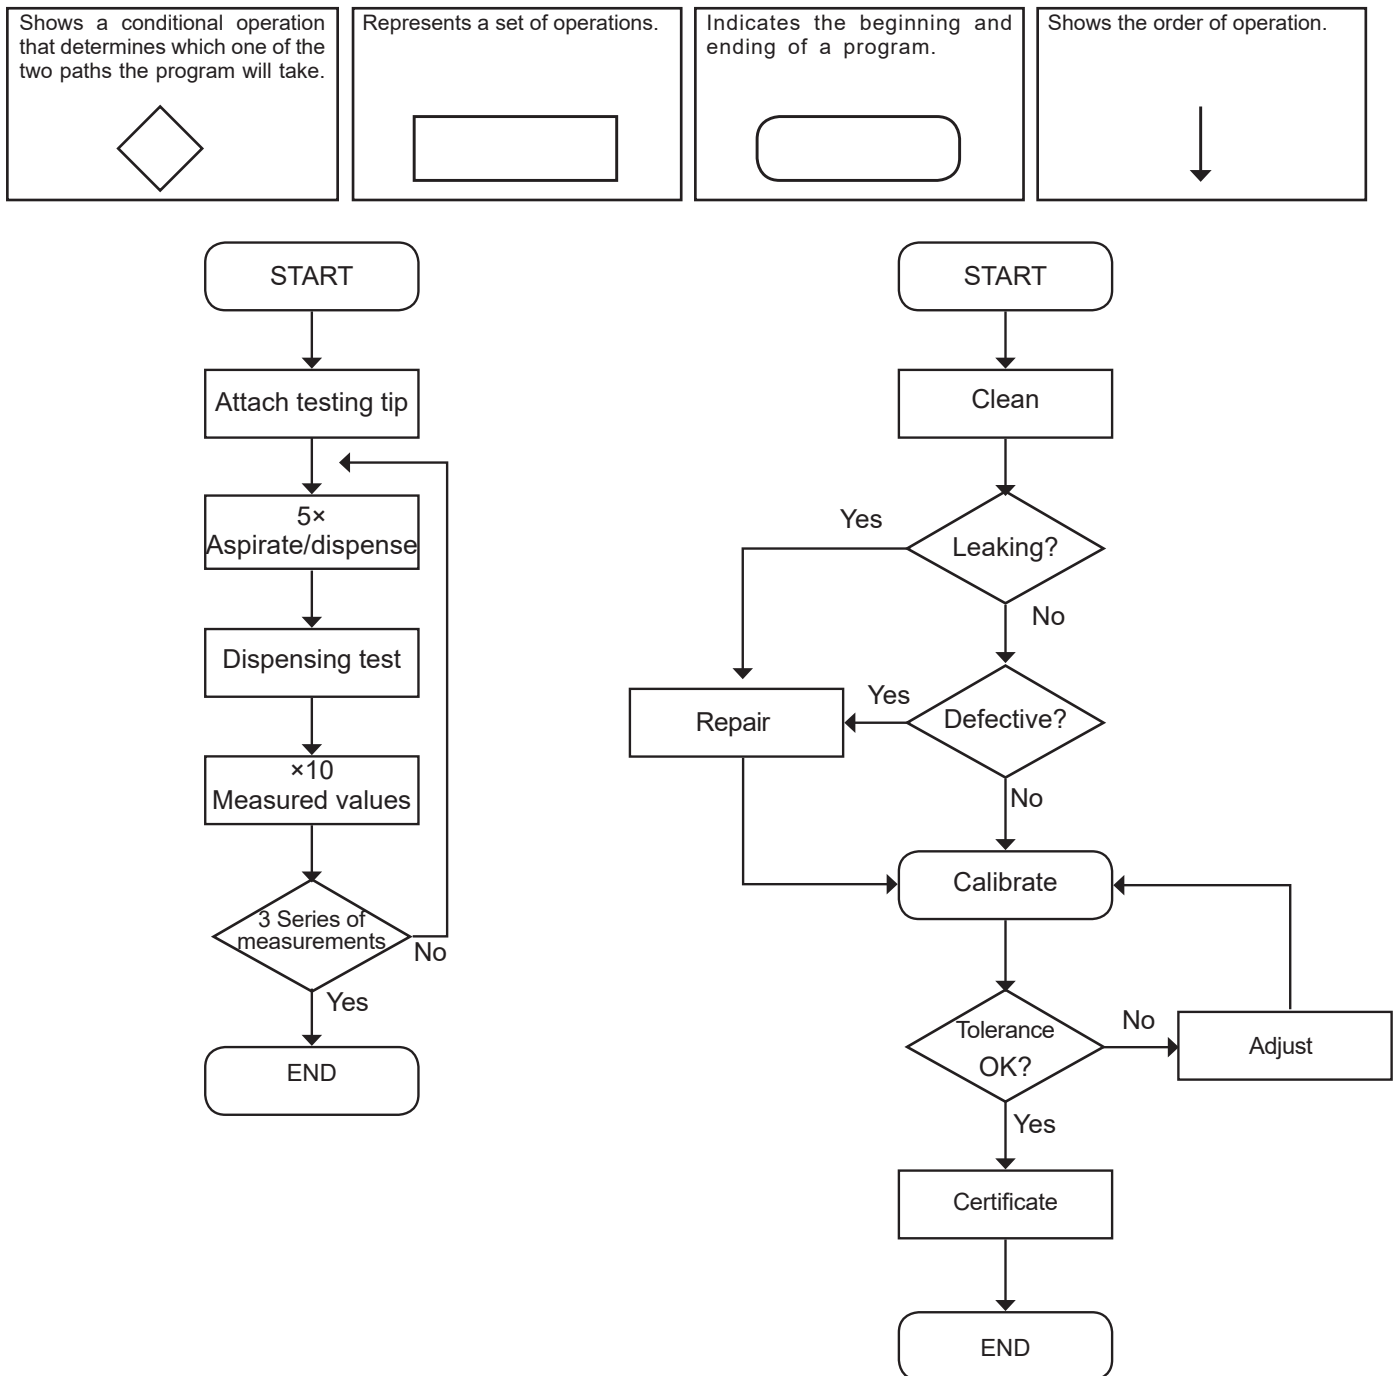 Shows a conditional operation
that determines which one of the
two paths the program will take.
Represents a set of operations.
Indicates the beginning and
ending of a program.
Shows the order of operation.
START
Attach testing tip
5×
Aspirate/dispense
Dispensing test
×10
Measured values
3 Series of
measurements
No
Yes
END
START
Clean
Leaking?
Yes
No
Defective?
Yes
Repair
No
Calibrate
Tolerance
OK?
No
Adjust
Yes
Certificate
END